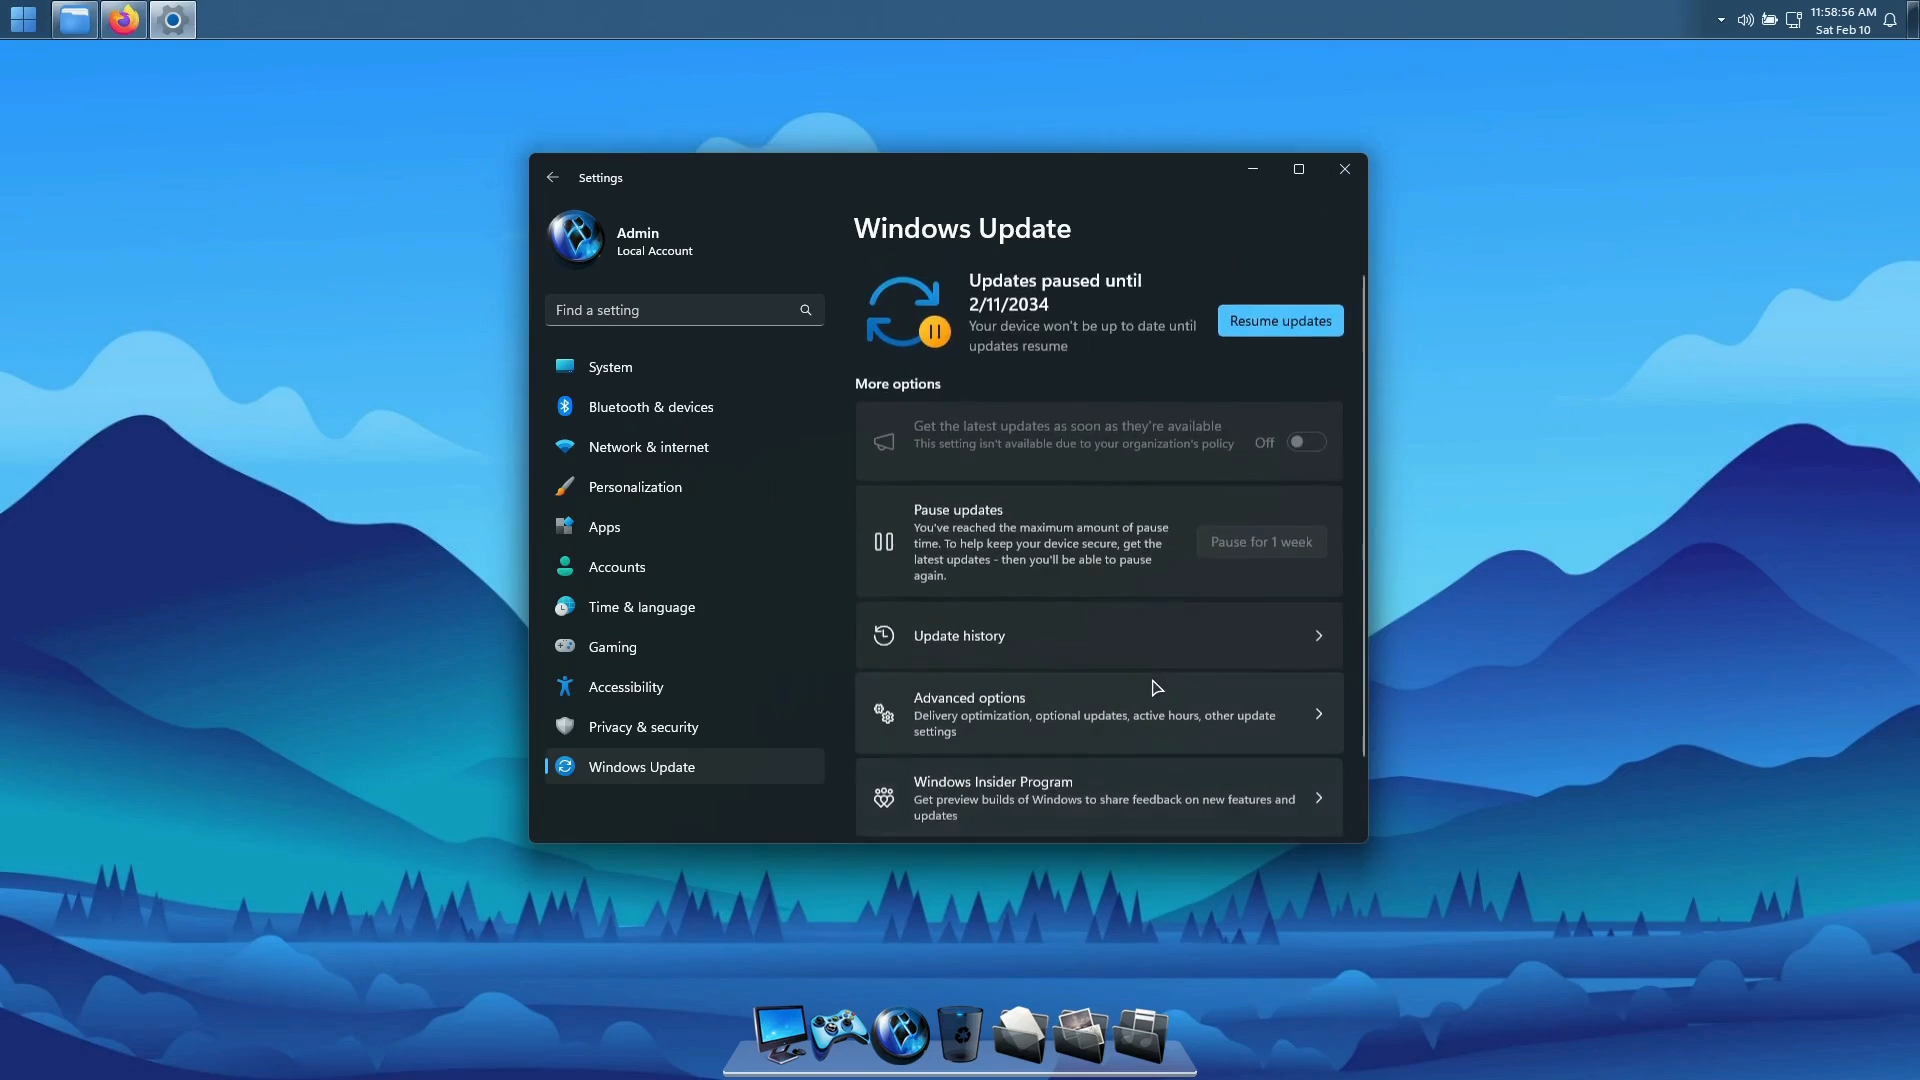 11:58:56 AM
Sat Feb 10
Settings
Admin
Local Account
Find a setting
System
Bluetooth & devices
Network & internet
Personalization
Apps
Accounts
Time & language
Gaming
Accessibility
Privacy & security
Windows Update
Windows Update
Updates paused until
2/11/2034
Your device won't be up to date until
updates resume
Resume updates
More options
Get the latest updates as soon as they're available
This setting isn't available due to your organization's policy
Off
Pause updates
You've reached the maximum amount of pause
time. To help keep your device secure, get the
latest updates - then you'll be able to pause
again.
Pause for 1 week
Update history
Advanced options
Delivery optimization, optional updates, active hours, other update
settings
Windows Insider Program
Get preview builds of Windows to share feedback on new features and
updates